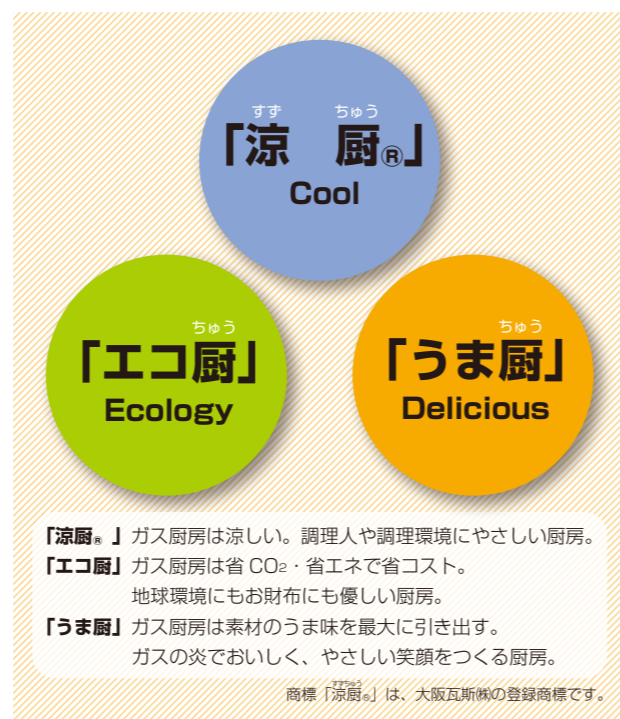 すず ちゅう
「涼 厨®」
Cool
ちゅう
「エコ厨」
Ecology
ちゅう
「うま厨」
Delicious
「涼厨® 」ガス厨房は涼しい。調理人や調理環境にやさしい厨房。
「エコ厨」ガス厨房は省 CO₂・省エネで省コスト。
地球環境にもお財布にも優しい厨房。
「うま厨」ガス厨房は素材のうま味を最大に引き出す。
ガスの炎でおいしく、やさしい笑顔をつくる厨房。
すずちゅう
商標「涼厨®」は、大阪瓦斯㈱の登録商標です。